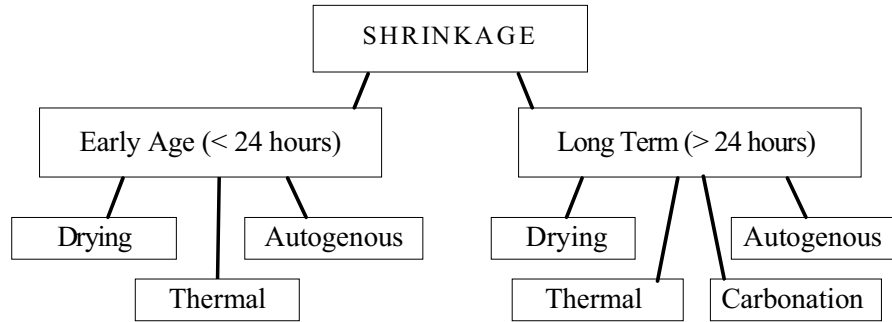 SHRINKAGE
Early Age (< 24 hours)
Long Term (> 24 hours)
Drying
Autogenous
Drying
Autogenous
Thermal
Thermal
Carbonation